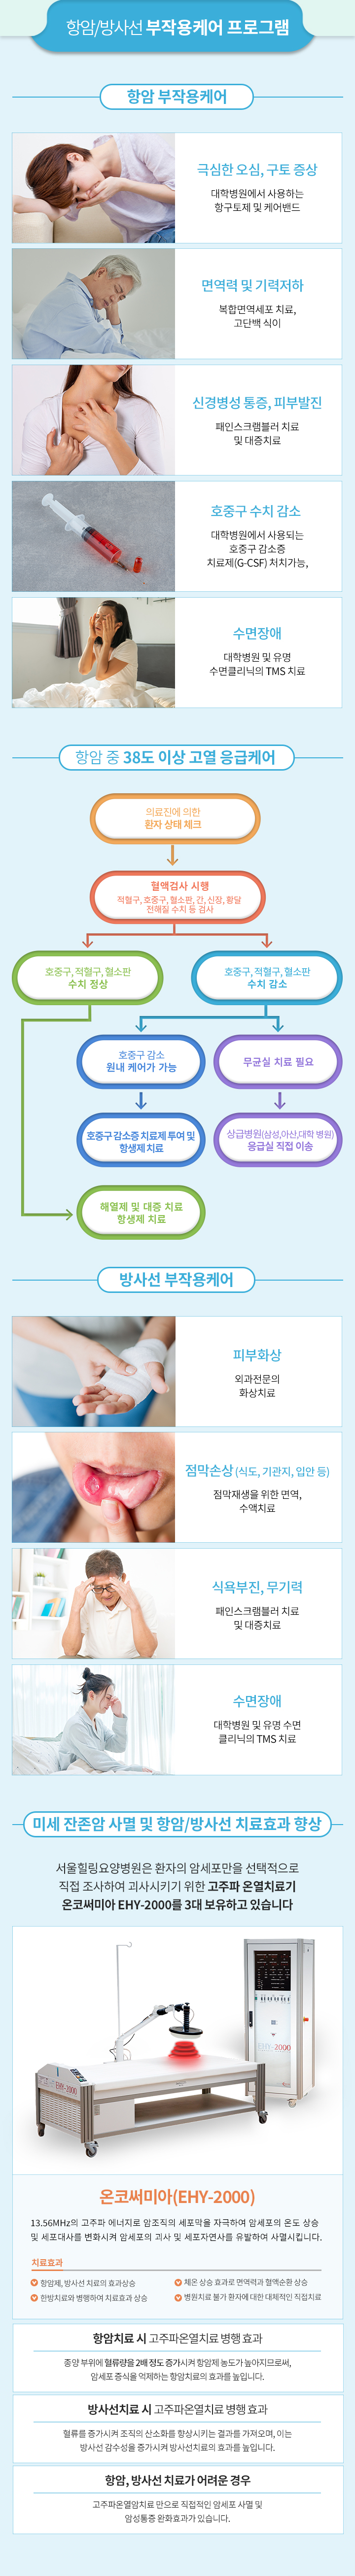 항암/방사선 부작용케어 프로그램
항암 부작용케어
극심한 오심, 구토 증상
대학병원에서 사용하는
항구토제 및 케어밴드
면역력 및 기력저하
복합면역세포 치료,
고단백 식이
신경병성 통증, 피부발진
패인스크램블러 치료
및 대증치료
호중구 수치 감소
대학병원에서 사용되는
호중구 감소증
치료제(G-CSF) 처치가능,
수면장애
대학병원 및 유명
수면클리닉의 TMS 치료
항암 중 38도 이상 고열 응급케어
의료진에 의한
환자 상태 체크
혈액검사 시행
적혈구, 호중구, 혈소판, 간, 신장, 황달
전해질 수치 등 검사
호중구, 적혈구, 혈소판
수치 정상
호중구, 적혈구, 혈소판
수치 감소
호중구 감소
원내 케어가 가능
무균실 치료 필요
호중구 감소증 치료제 투여 및
항생제 치료
상급병원(삼성,아산,대학 병원)
응급실 직접 이송
해열제 및 대증 치료
항생제 치료
방사선 부작용케어
피부화상
외과전문의
화상치료
점막손상 (식도, 기관지, 입안 등)
점막재생을 위한 면역,
수액치료
식욕부진, 무기력
패인스크램블러 치료
및 대증치료
수면장애
대학병원 및 유명 수면
클리닉의 TMS 치료
미세 잔존암 사멸 및 항암/방사선 치료효과 향상
서울힐링요양병원은 환자의 암세포만을 선택적으로
직접 조사하여 괴사시키기 위한 고주파 온열치료기
온코써미아 EHY-2000를 3대 보유하고 있습니다
EHY-2000
EHY-2000
온코써미아(EHY-2000)
13.56MHz의 고주파 에너지로 암조직의 세포막을 자극하여 암세포의 온도 상승
및 세포대사를 변화시켜 암세포의 괴사 및 세포자연사를 유발하여 사멸시킵니다.
치료효과
항암제, 방사선 치료의 효과상승
체온 상승 효과로 면역력과 혈액순환 상승
한방치료와 병행하여 치료효과 상승
병원치료 불가 환자에 대한 대체적인 직접치료
항암치료 시 고주파온열치료 병행 효과
종양 부위에 혈류량을 2배 정도 증가시켜 항암제 농도가 높아지므로써,
암세포 증식을 억제하는 항암치료의 효과를 높입니다.
방사선치료 시 고주파온열치료 병행 효과
혈류를 증가시켜 조직의 산소화를 향상시키는 결과를 가져오며, 이는
방사선 감수성을 증가시켜 방사선치료의 효과를 높입니다.
항암, 방사선 치료가 어려운 경우
고주파온열암치료 만으로 직접적인 암세포 사멸 및
암성통증 완화효과가 있습니다.